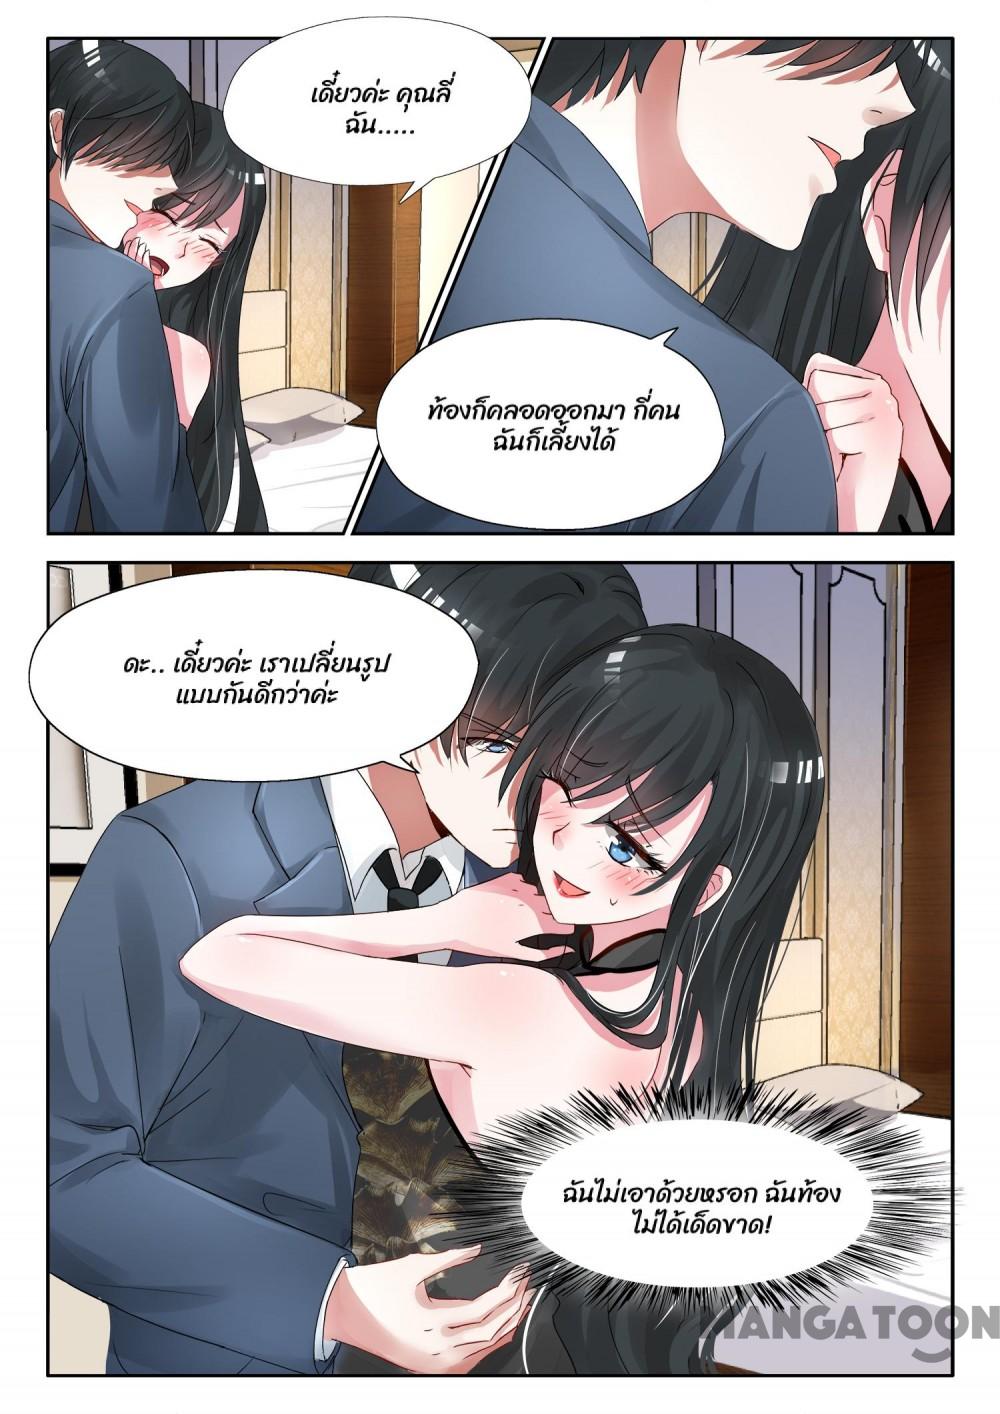 เดี๋ยวค่ะ คุณลี่
ฉัน.....
ท้องก็คลอดออกมา กี่คน
ฉันก็เลี้ยงได้
ดะ.. เดี๋ยวค่ะ เราเปลี่ยนรูป
แบบกันดีกว่าค่ะ
ฉันไม่เอาด้วยหรอก ฉันท้อง
ไม่ได้เด็ดขาด!
MANGA TOON